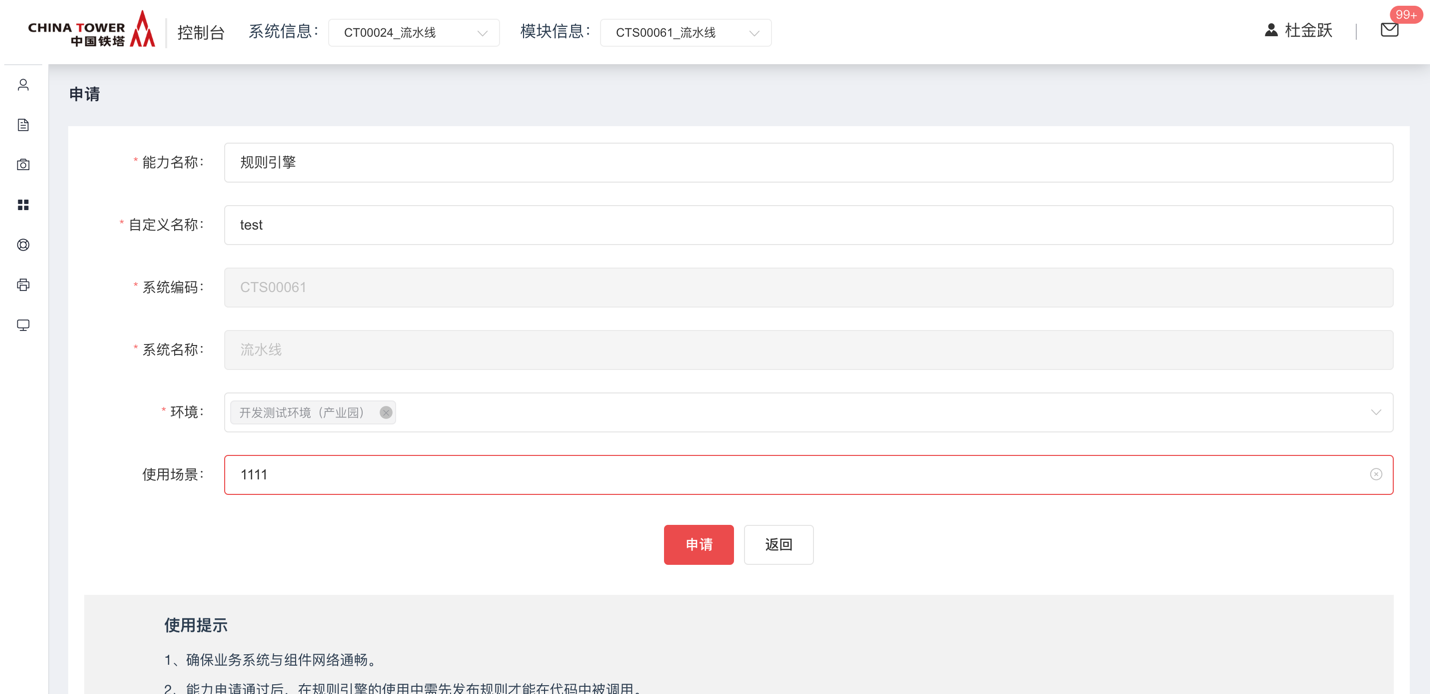 CHINA TOWER
中国铁塔
控制台
系统信息：
CT00024_流水线
模块信息：
CTS00061_流水线
杜金跃
99+
申请
* 能力名称：
规则引擎
* 自定义名称：
test
* 系统编码：
CTS00061
* 系统名称：
流水线
* 环境：
开发测试环境（产业园）
使用场景：
1111
申请
返回
使用提示
1、确保业务系统与组件网络通畅。
2、能力申请通过后，在规则引擎的使用中需先发布规则才能在代码中被调用。